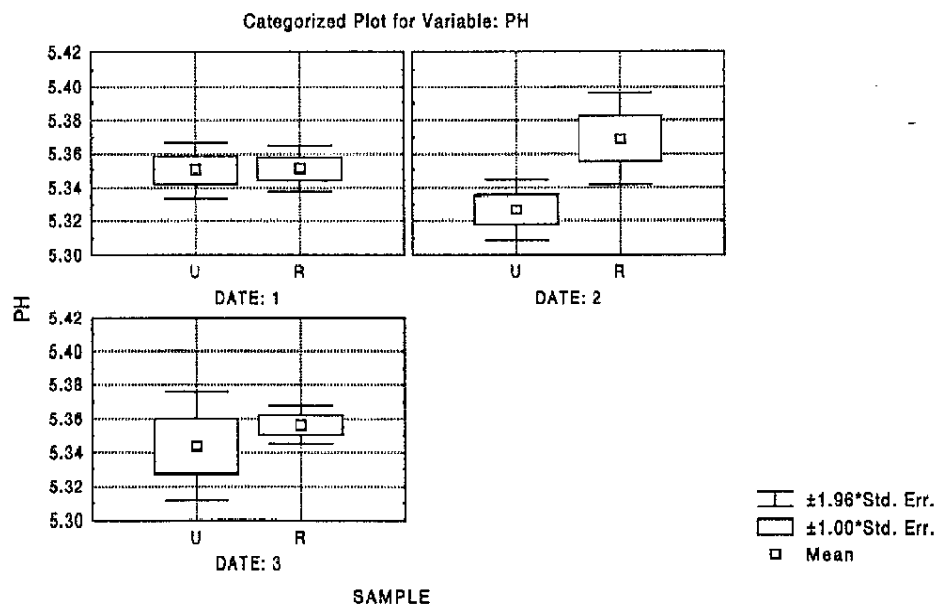 Categorized Plot for Variable: PH
5.42
5.40
5.38
5.36
5.34
5.32
5.30
U R
DATE: 1
U R
DATE: 2
PH
5.42
5.40
5.38
5.36
5.34
5.32
5.30
U R
DATE: 3
SAMPLE
±1.96*Std. Err.
±1.00*Std. Err.
Mean